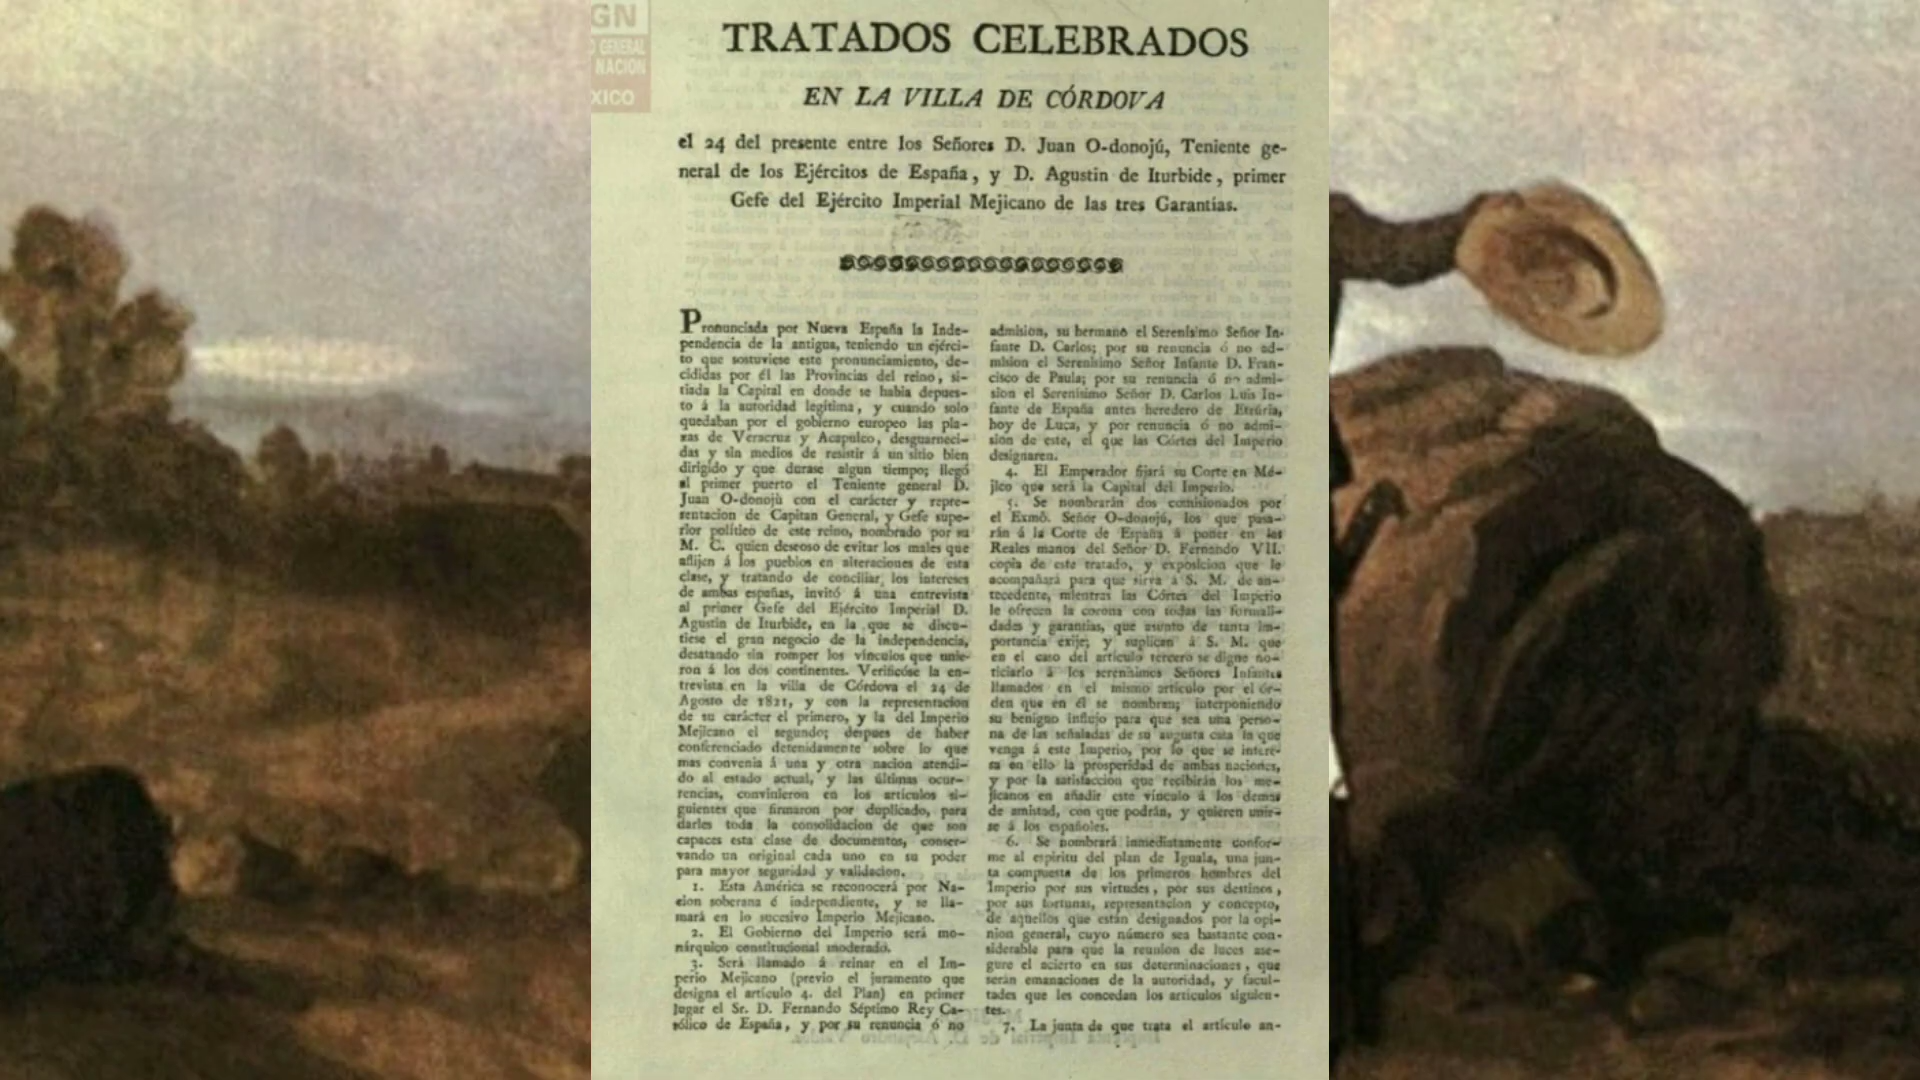 GN
GENERAL
NACION
XICO
TRATADOS CELEBRADOS
EN LA VILLA DE CÓRDOVA
el 24 del presente entre los Señores D. Juan O-donojú, Teniente ge-
neral de los Ejércitos de España, y D. Agustin de Iturbide, primer
Gefe del Ejército Imperial Mejicano de las tres Garantías.
Pronunciada por Nueva España la Inde-
pendencia de la antigua, teniendo un ejérci-
to que sostuviese este pronunciamiento, de-
cididas por él las Provincias del reino, si-
tiada la Capital en donde se habia depues-
to á la autoridad legítima, y cuando solo
quedaban por el gobierno europeo las pla-
zas de Veracruz y Acapulco, desguarneci-
das y sin medios de resistir á un sitio bien
dirigido y que durase algun tiempo; llegó
al primer puerto el Teniente general D.
Juan O-donojú con el carácter y repre-
sentacion de Capitan General, y Gefe supe-
rior político de este reino, nombrado por su
M. C. quien deseoso de evitar los males que
aflijen á los pueblos en alteraciones de esta
clase, y tratando de conciliar los intereses
de ambas españas, invitó á una entrevista
al primer Gefe del Ejército Imperial D.
Agustin de Iturbide, en la que se discu-
tiese el gran negocio de la independencia,
desatando sin romper los vínculos que unie-
ron á los dos continentes. Verificóse la en-
trevista en la villa de Córdova el 24 de
Agosto de 1821, y con la representacion
de su carácter el primero, y la del Imperio
Mejicano el segundo; despues de haber
conferenciado detenidamente sobre lo que
mas convenia á una y otra nacion atendi-
do al estado actual, y las últimas ocur-
rencias, convinieron en los artículos si-
guientes que firmaron por duplicado, para
darles toda la consolidacion de que son
capaces esta clase de documentos, conser-
vando un original cada uno en su poder
para mayor seguridad y validacion.
1. Esta América se reconocerá por Na-
cion soberana é independiente, y se lla-
mará en lo sucesivo Imperio Mejicano.
2. El Gobierno del Imperio será mo-
nárquico constitucional moderado.
3. Será llamado á reinar en el Im-
perio Mejicano (previo el juramento que
designa el artículo 4. del Plan) en primer
lugar el Sr. D. Fernando Séptimo Rey Ca-
tólico de España, y por su renuncia ó no
admision, su hermano el Serenísimo Señor In-
fante D. Carlos; por su renuncia ó no ad-
mision el Serenísimo Señor Infante D. Fran-
cisco de Paula; por su renuncia ó no admi-
sion el Serenísimo Señor D. Carlos Luis In-
fante de España antes heredero de Etrúria,
hoy de Luca, y por renuncia ó no admi-
sion de este, el que las Córtes del Imperio
designaren.
4. El Emperador fijará su Corte en Mé-
jico que será la Capital del Imperio.
5. Se nombrarán dos comisionados por
el Exmô. Señor O-donojú, los que pasa-
rán á la Corte de España á poner en las
Reales manos del Señor D. Fernando VII.
copia de este tratado, y exposicion que le
acompañará para que sirva á S. M. de an-
tecedente, mientras las Córtes del Imperio
le ofrecen la corona con todas las formali-
dades y garantías, que asunto de tanta im-
portancia exije; y suplican á S. M. que
en el caso del artículo tercero se digne no-
ticiarlo á los serenísimos Señores Infantes
llamados en el mismo artículo por el ór-
den que en él se nombran; interponiendo
su benigno influjo para que sea una perso-
na de las señaladas de su augusta casa la que
venga á este Imperio, por lo que se intere-
sa en ello la prosperidad de ambas naciones,
y por la satisfaccion que recibirán los me-
jicanos en añadir este vínculo á los demas
de amistad, con que podrán, y quieren unir-
se á los españoles.
6. Se nombrará inmediatamente confor-
me al espíritu del plan de Iguala, una jun-
ta compuesta de los primeros hombres del
Imperio por sus virtudes, por sus destinos,
por sus fortunas, representacion y concepto,
de aquellos que están designados por la opi-
nion general, cuyo número sea bastante con-
siderable para que la reunion de luces ase-
gure el acierto en sus determinaciones, que
serán emanaciones de la autoridad, y facul-
tades que les concedan los artículos siguien-
tes.
7. La junta de que trata el artículo an-